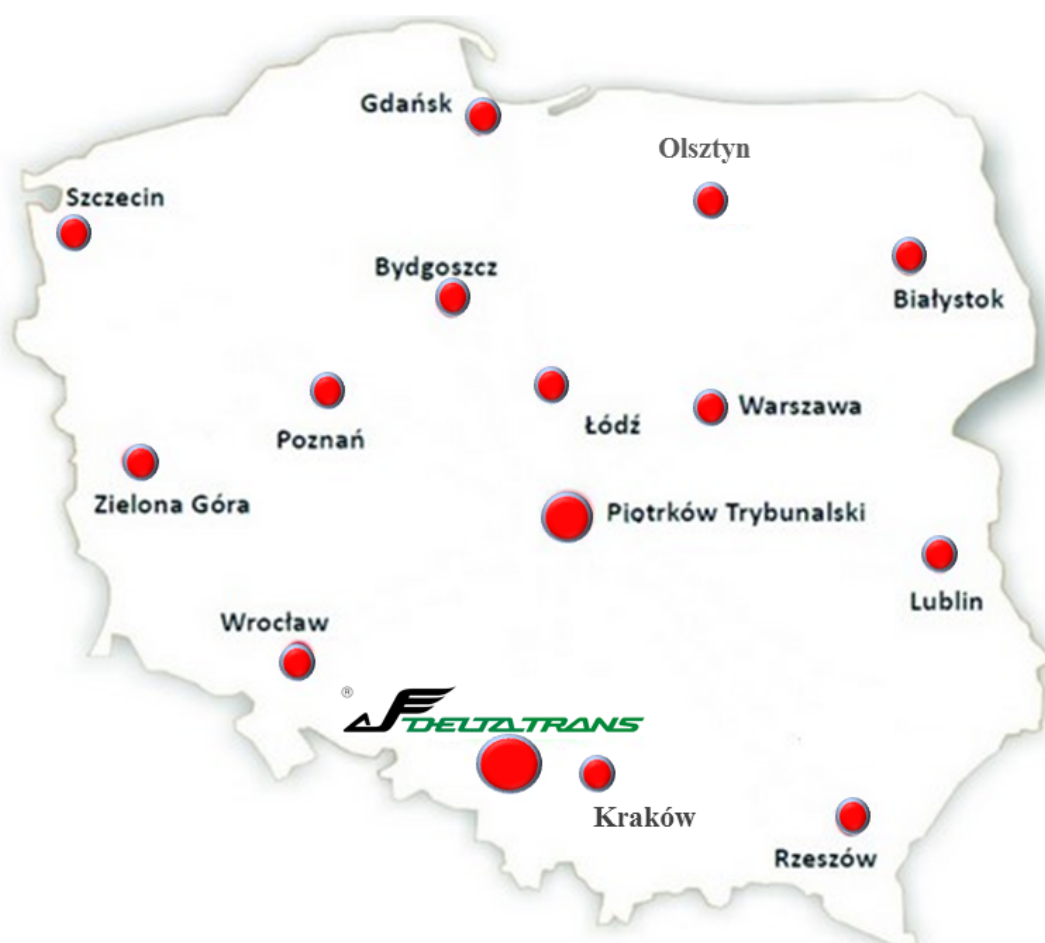 Gdańsk
Olsztyn
Szczecin
Bydgoszcz
Białystok
Warszawa
Łódź
Poznań
Zielona Góra
Piotrków Trybunalski
Lublin
Wrocław
®
DELTATRANS
Kraków
Rzeszów